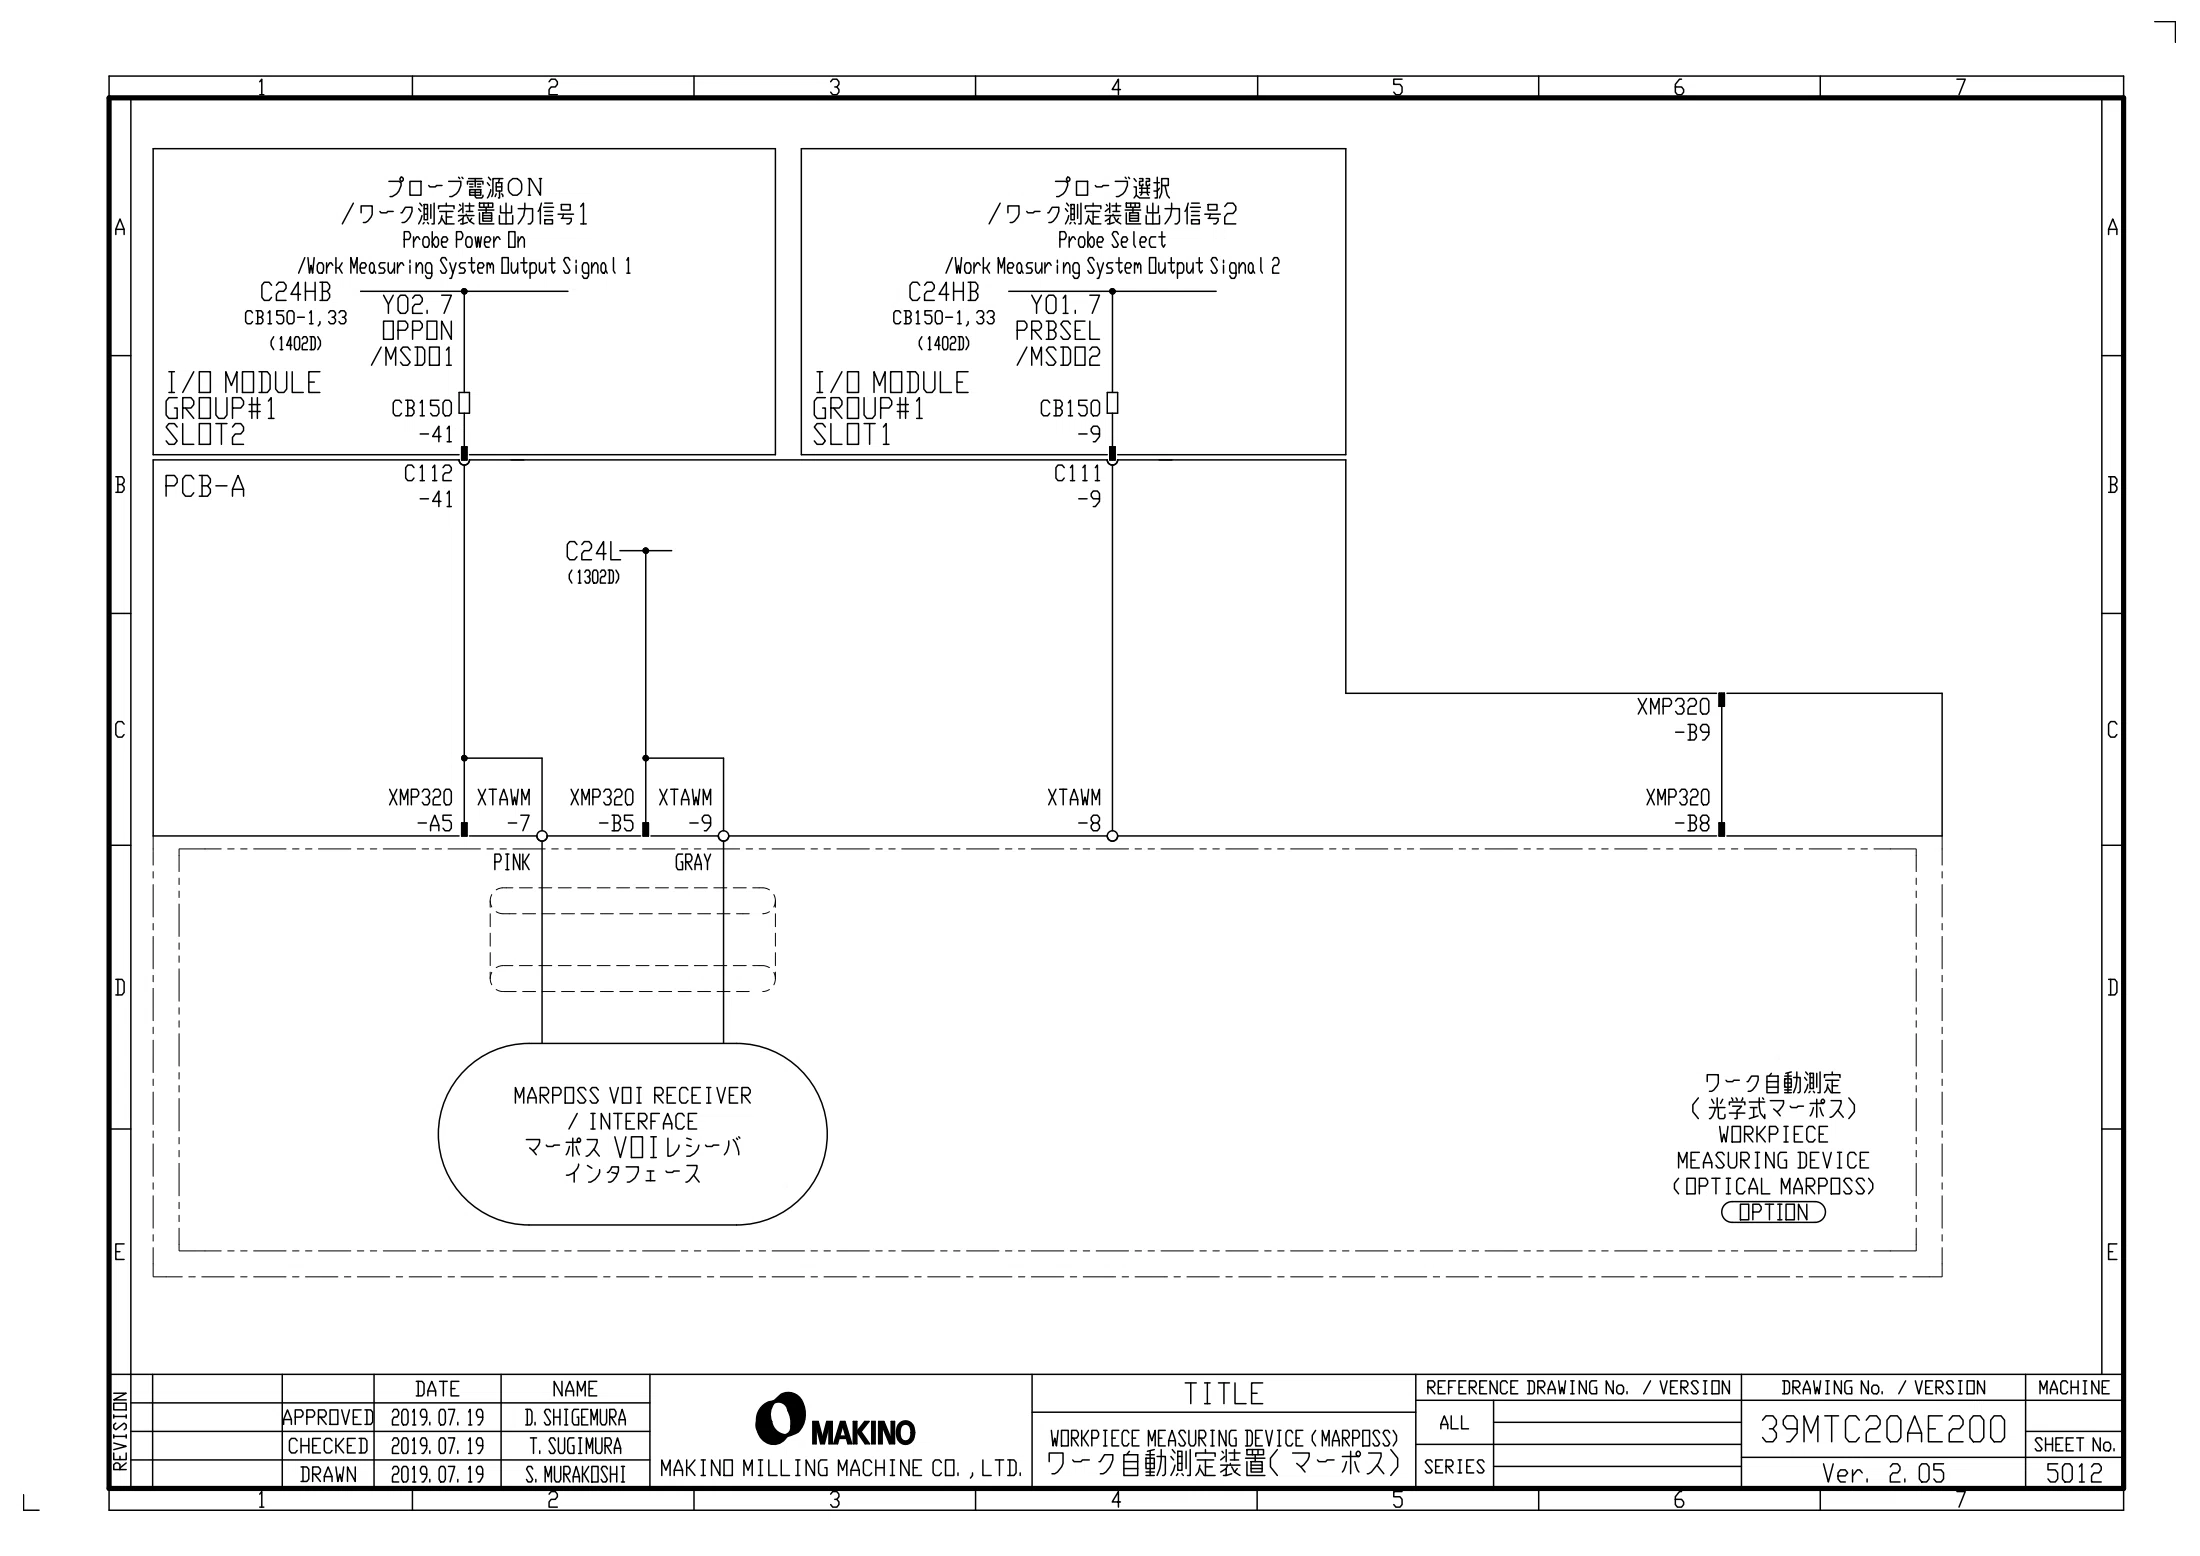 1 2 3 4 5 6 7
A A
B B
C C
D D
E E
プローブ電源ON
/ワーク測定装置出力信号1
Probe Power On
/Work Measuring System Output Signal 1
C24HB
CB150-1,33
(1402D)
Y02.7
OPPON
/MSDO1
I/O MODULE
GROUP#1
SLOT2
CB150
-41
プローブ選択
/ワーク測定装置出力信号2
Probe Select
/Work Measuring System Output Signal 2
C24HB
CB150-1,33
(1402D)
Y01.7
PRBSEL
/MSDO2
I/O MODULE
GROUP#1
SLOT1
CB150
-9
PCB-A
C112
-41
C111
-9
C24L
(1302D)
XMP320
-B9
XMP320 XTAWM XMP320 XTAWM XTAWM XMP320
-A5 -7 -B5 -9 -8 -B8
PINK GRAY
MARPOSS VOI RECEIVER
/ INTERFACE
マーポス VOIレシーバ
インタフェース
ワーク自動測定
(光学式マーポス)
WORKPIECE
MEASURING DEVICE
(OPTICAL MARPOSS)
OPTION
REVISION
DATE NAME
APPROVED 2019.07.19 D.SHIGEMURA
CHECKED 2019.07.19 T.SUGIMURA
DRAWN 2019.07.19 S.MURAKOSHI
MAKINO
MAKINO MILLING MACHINE CO.,LTD.
TITLE
WORKPIECE MEASURING DEVICE(MARPOSS)
ワーク自動測定装置(マーポス)
REFERENCE DRAWING No. / VERSION
ALL
SERIES
DRAWING No. / VERSION
39MTC20AE200
Ver. 2.05
MACHINE
SHEET No.
5012
1 2 3 4 5 6 7